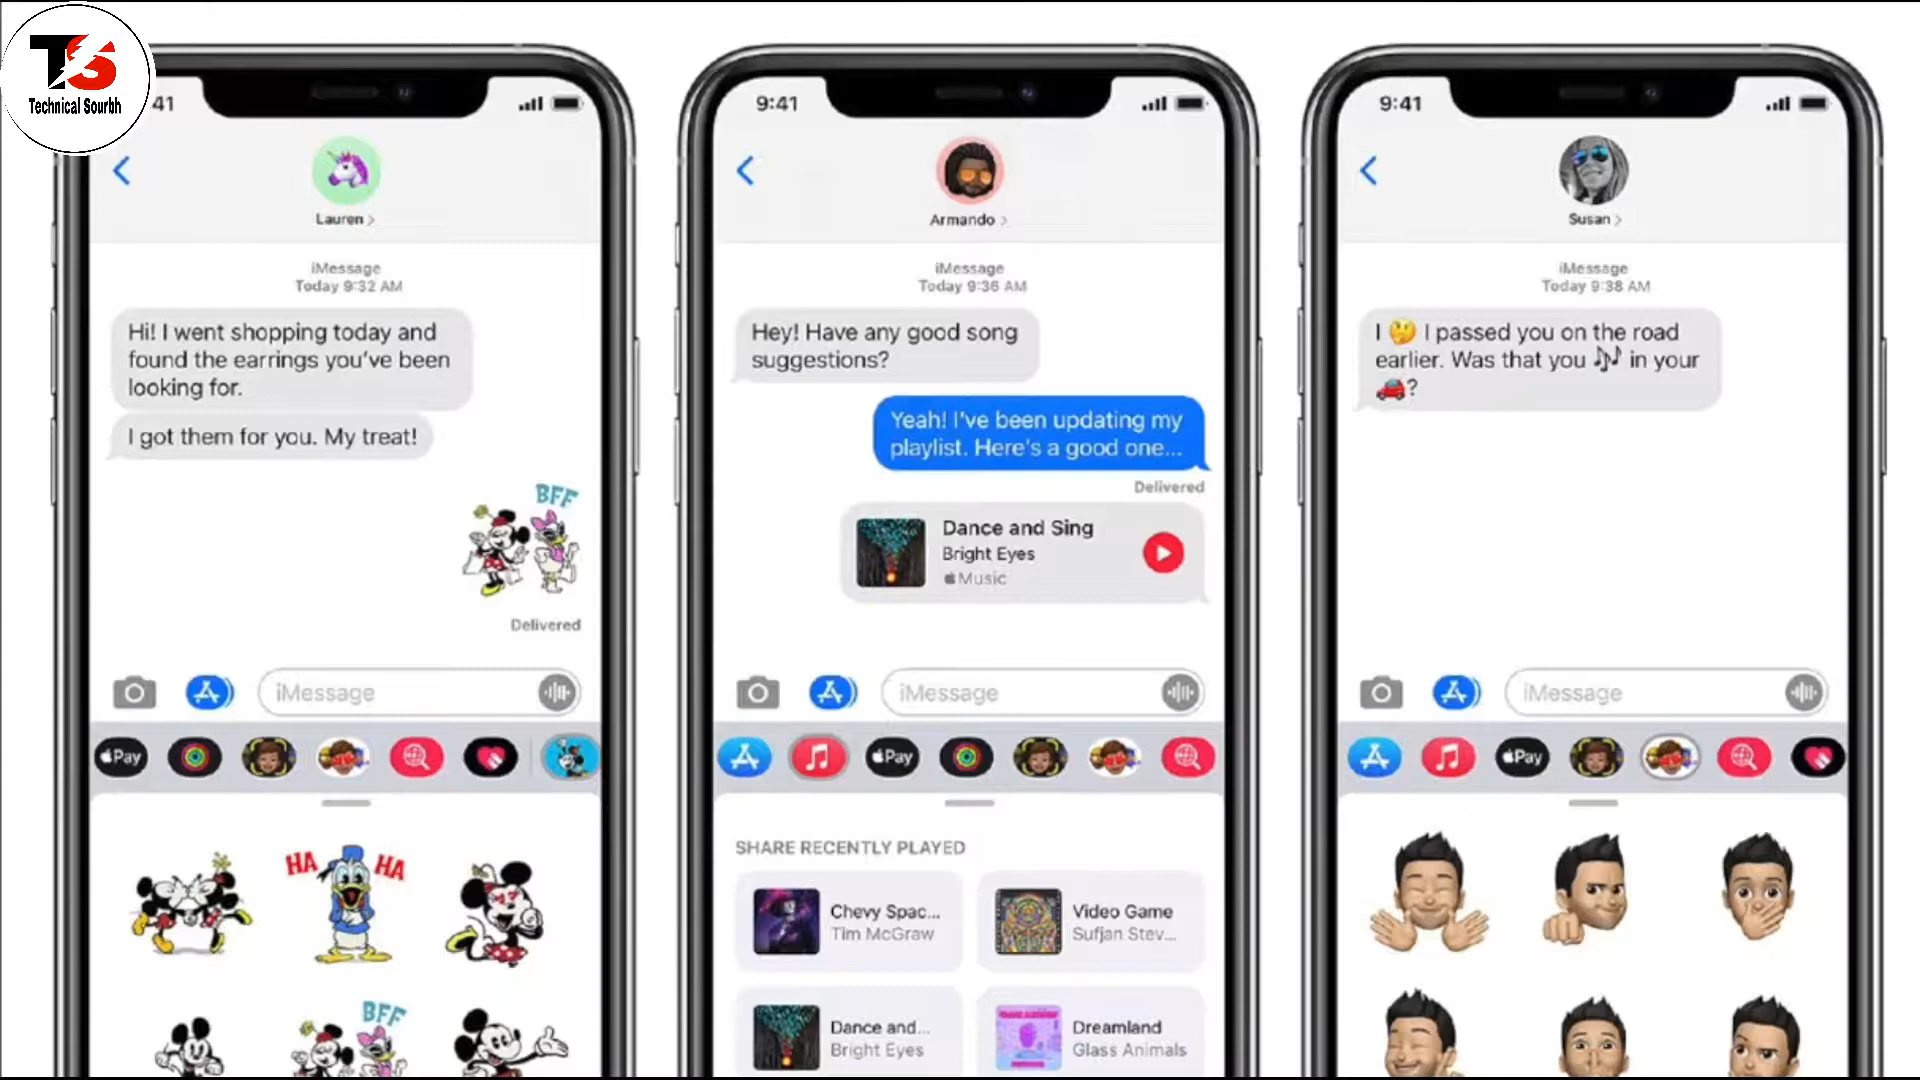 TS
Technical Sourbh
41
Lauren
iMessage
Today 9:32 AM
Hi! I went shopping today and
found the earrings you've been
looking for.
I got them for you. My treat!
BFF
Delivered
iMessage
Pay
HA HA
BFF
9:41
Armando
iMessage
Today 9:36 AM
Hey! Have any good song
suggestions?
Yeah! I've been updating my
playlist. Here's a good one...
Delivered
Dance and Sing
Bright Eyes
Music
iMessage
Pay
SHARE RECENTLY PLAYED
Chevy Spac...
Tim McGraw
Video Game
Sufjan Stev...
Dance and...
Bright Eyes
Dreamland
Glass Animals
9:41
Susan
iMessage
Today 9:38 AM
I 🤔 I passed you on the road
earlier. Was that you 🎶 in your
🚗?
iMessage
Pay